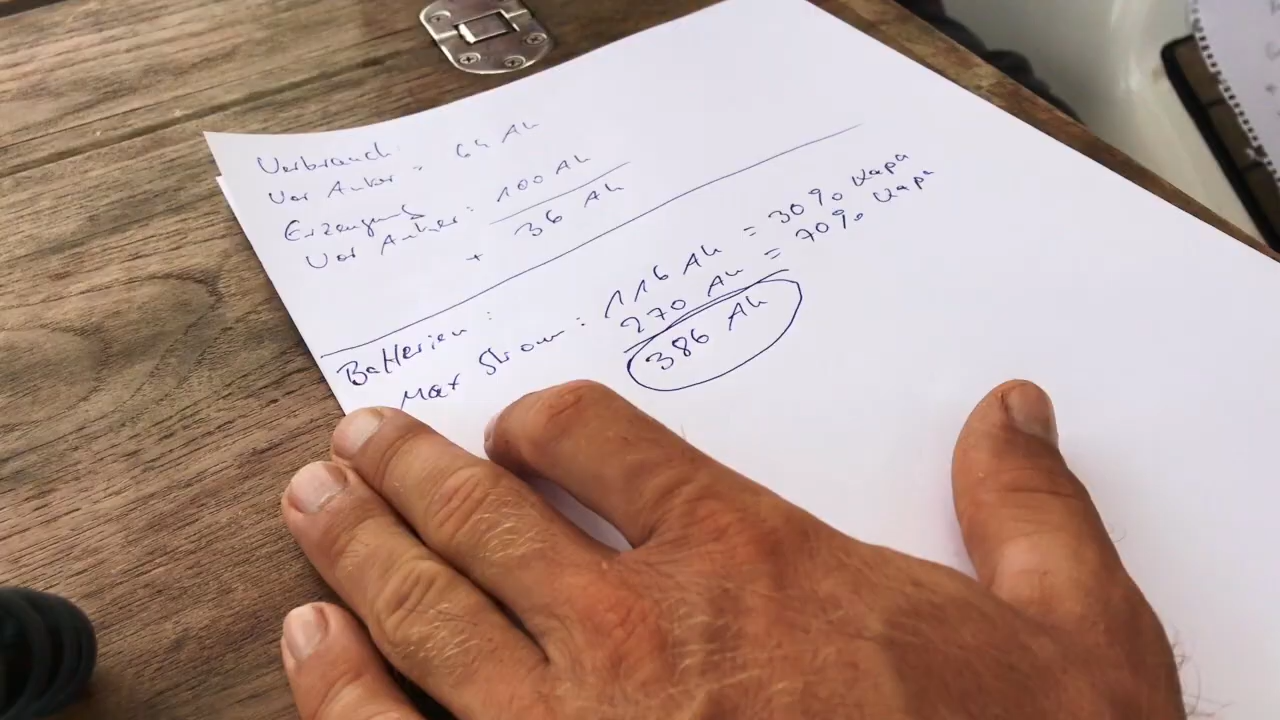 Verbrauch
Vor Anker = 64 Ah
Erzeugung
Vor Anker: 100 Ah
+ 36 Ah
Batterien:
Max Strom: 116 Ah = 30% Kapa
270 Ah = 70% Kapa
386 Ah